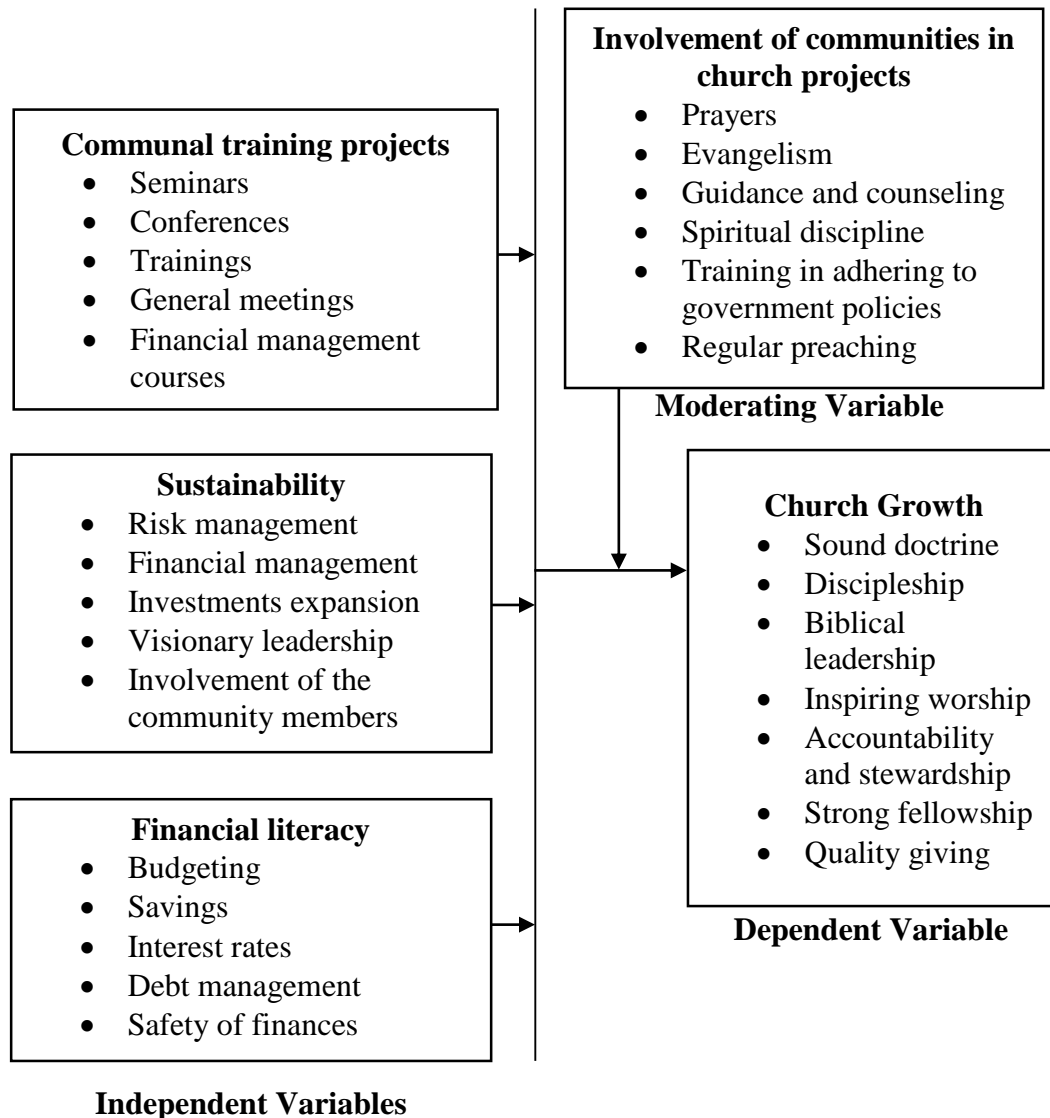 Communal training projects
• Seminars
• Conferences
• Trainings
• General meetings
• Financial management
courses
Sustainability
• Risk management
• Financial management
• Investments expansion
• Visionary leadership
• Involvement of the
community members
Financial literacy
• Budgeting
• Savings
• Interest rates
• Debt management
• Safety of finances
Independent Variables
Involvement of communities in
church projects
• Prayers
• Evangelism
• Guidance and counseling
• Spiritual discipline
• Training in adhering to
government policies
• Regular preaching
Moderating Variable
Church Growth
• Sound doctrine
• Discipleship
• Biblical
leadership
• Inspiring worship
• Accountability
and stewardship
• Strong fellowship
• Quality giving
Dependent Variable